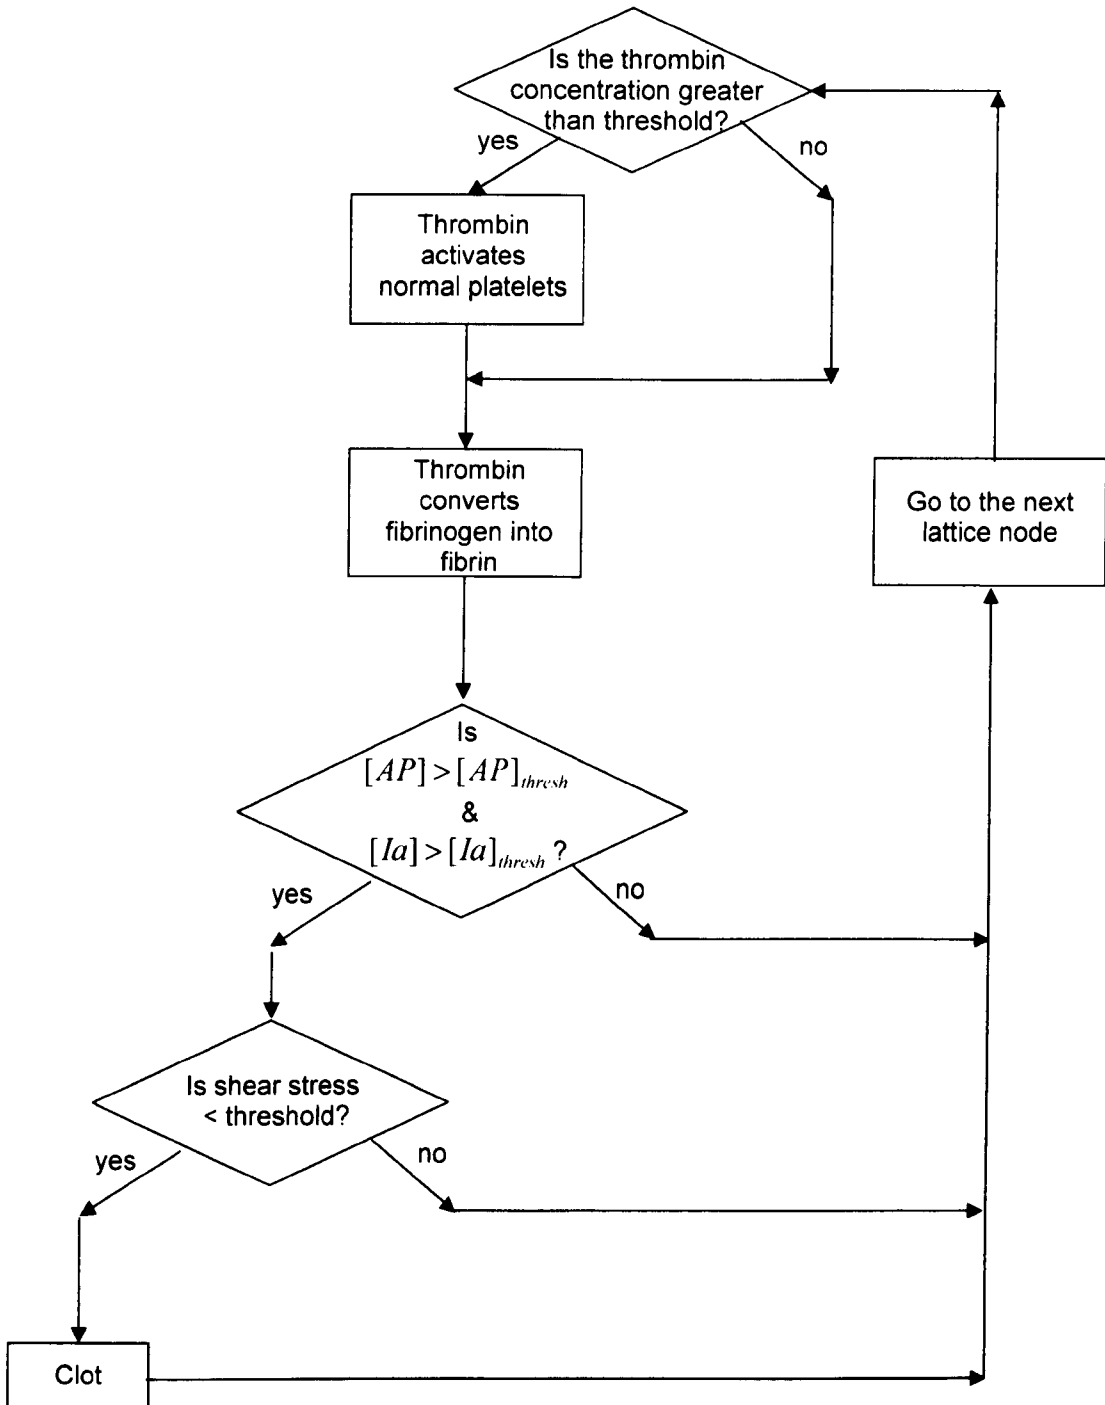 Is the thrombin
concentration greater
than threshold?
yes
no
Thrombin
activates
normal platelets
Thrombin
converts
fibrinogen into
fibrin
Go to the next
lattice node
Is
[AP] > [AP]thresh
&
[Ia] > [Ia]thresh ?
yes
no
Is shear stress
< threshold?
yes
no
Clot